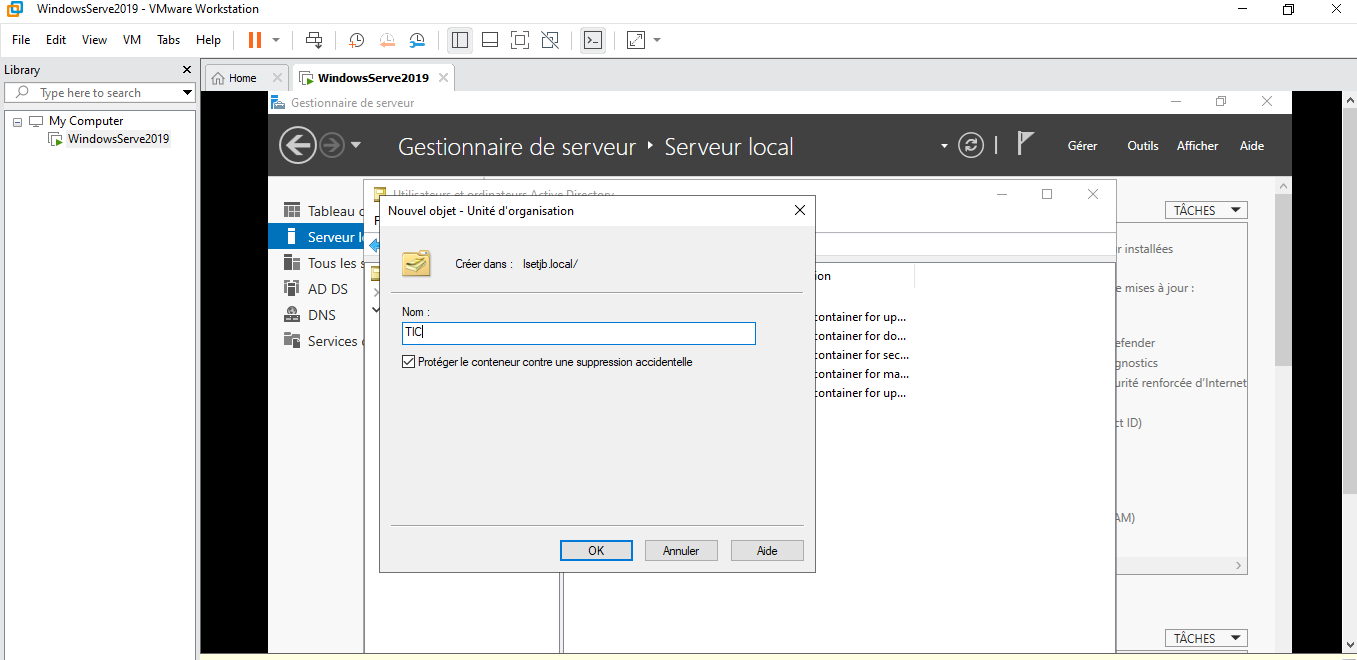 WindowsServe2019 - VMware Workstation
File Edit View VM Tabs Help
Library
Type here to search
My Computer
WindowsServe2019
Home
WindowsServe2019
Gestionnaire de serveur
Gestionnaire de serveur Serveur local
Gérer Outils Afficher Aide
Utilisateurs et ordinateurs Active Directory
Tableau
Serveur
Tous les s
AD DS
DNS
Services
Nouvel objet - Unité d'organisation
Créer dans : Isetjb.local/
Nom :
TIC
Protéger le conteneur contre une suppression accidentelle
OK Annuler Aide
ion
container for up...
container for do...
container for sec...
container for ma...
container for up...
TÂCHES
r installées
e mises à jour :
efender
gnostics
urité renforcée d'Internet
ct ID)
AM)
TÂCHES